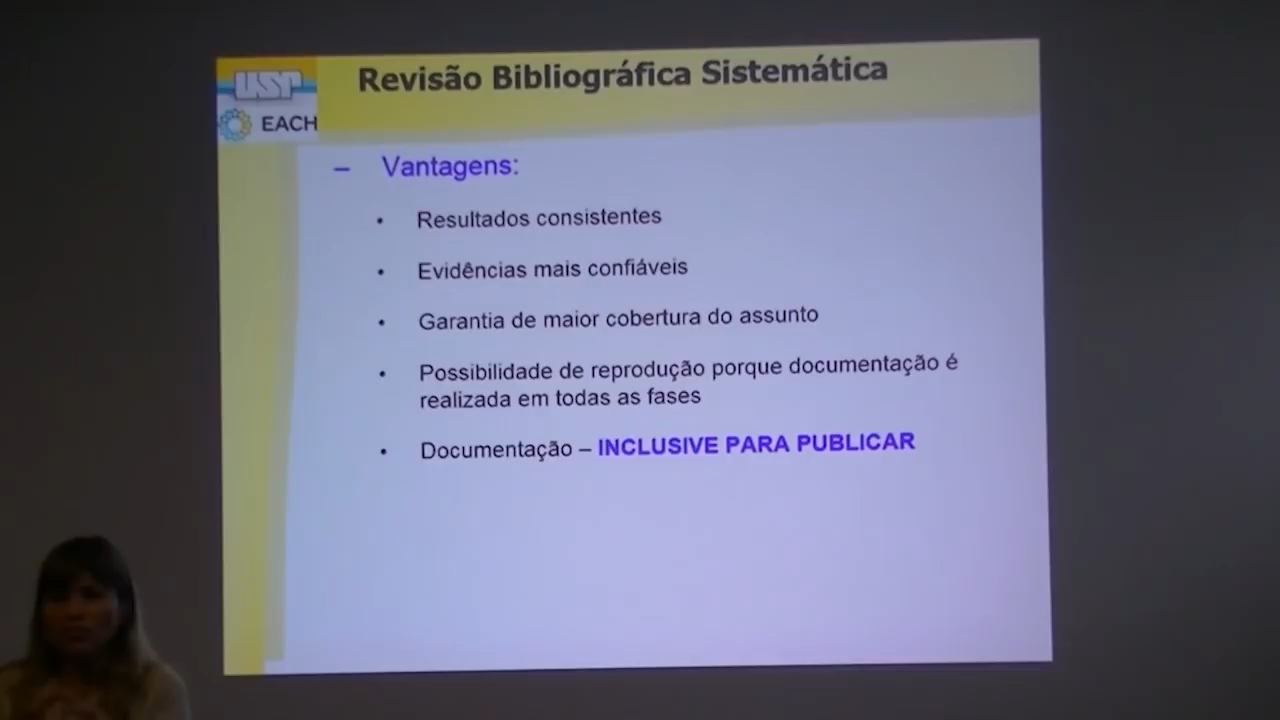 USP
EACH
Revisão Bibliográfica Sistemática
– Vantagens:
• Resultados consistentes
• Evidências mais confiáveis
• Garantia de maior cobertura do assunto
• Possibilidade de reprodução porque documentação é
realizada em todas as fases
• Documentação – INCLUSIVE PARA PUBLICAR